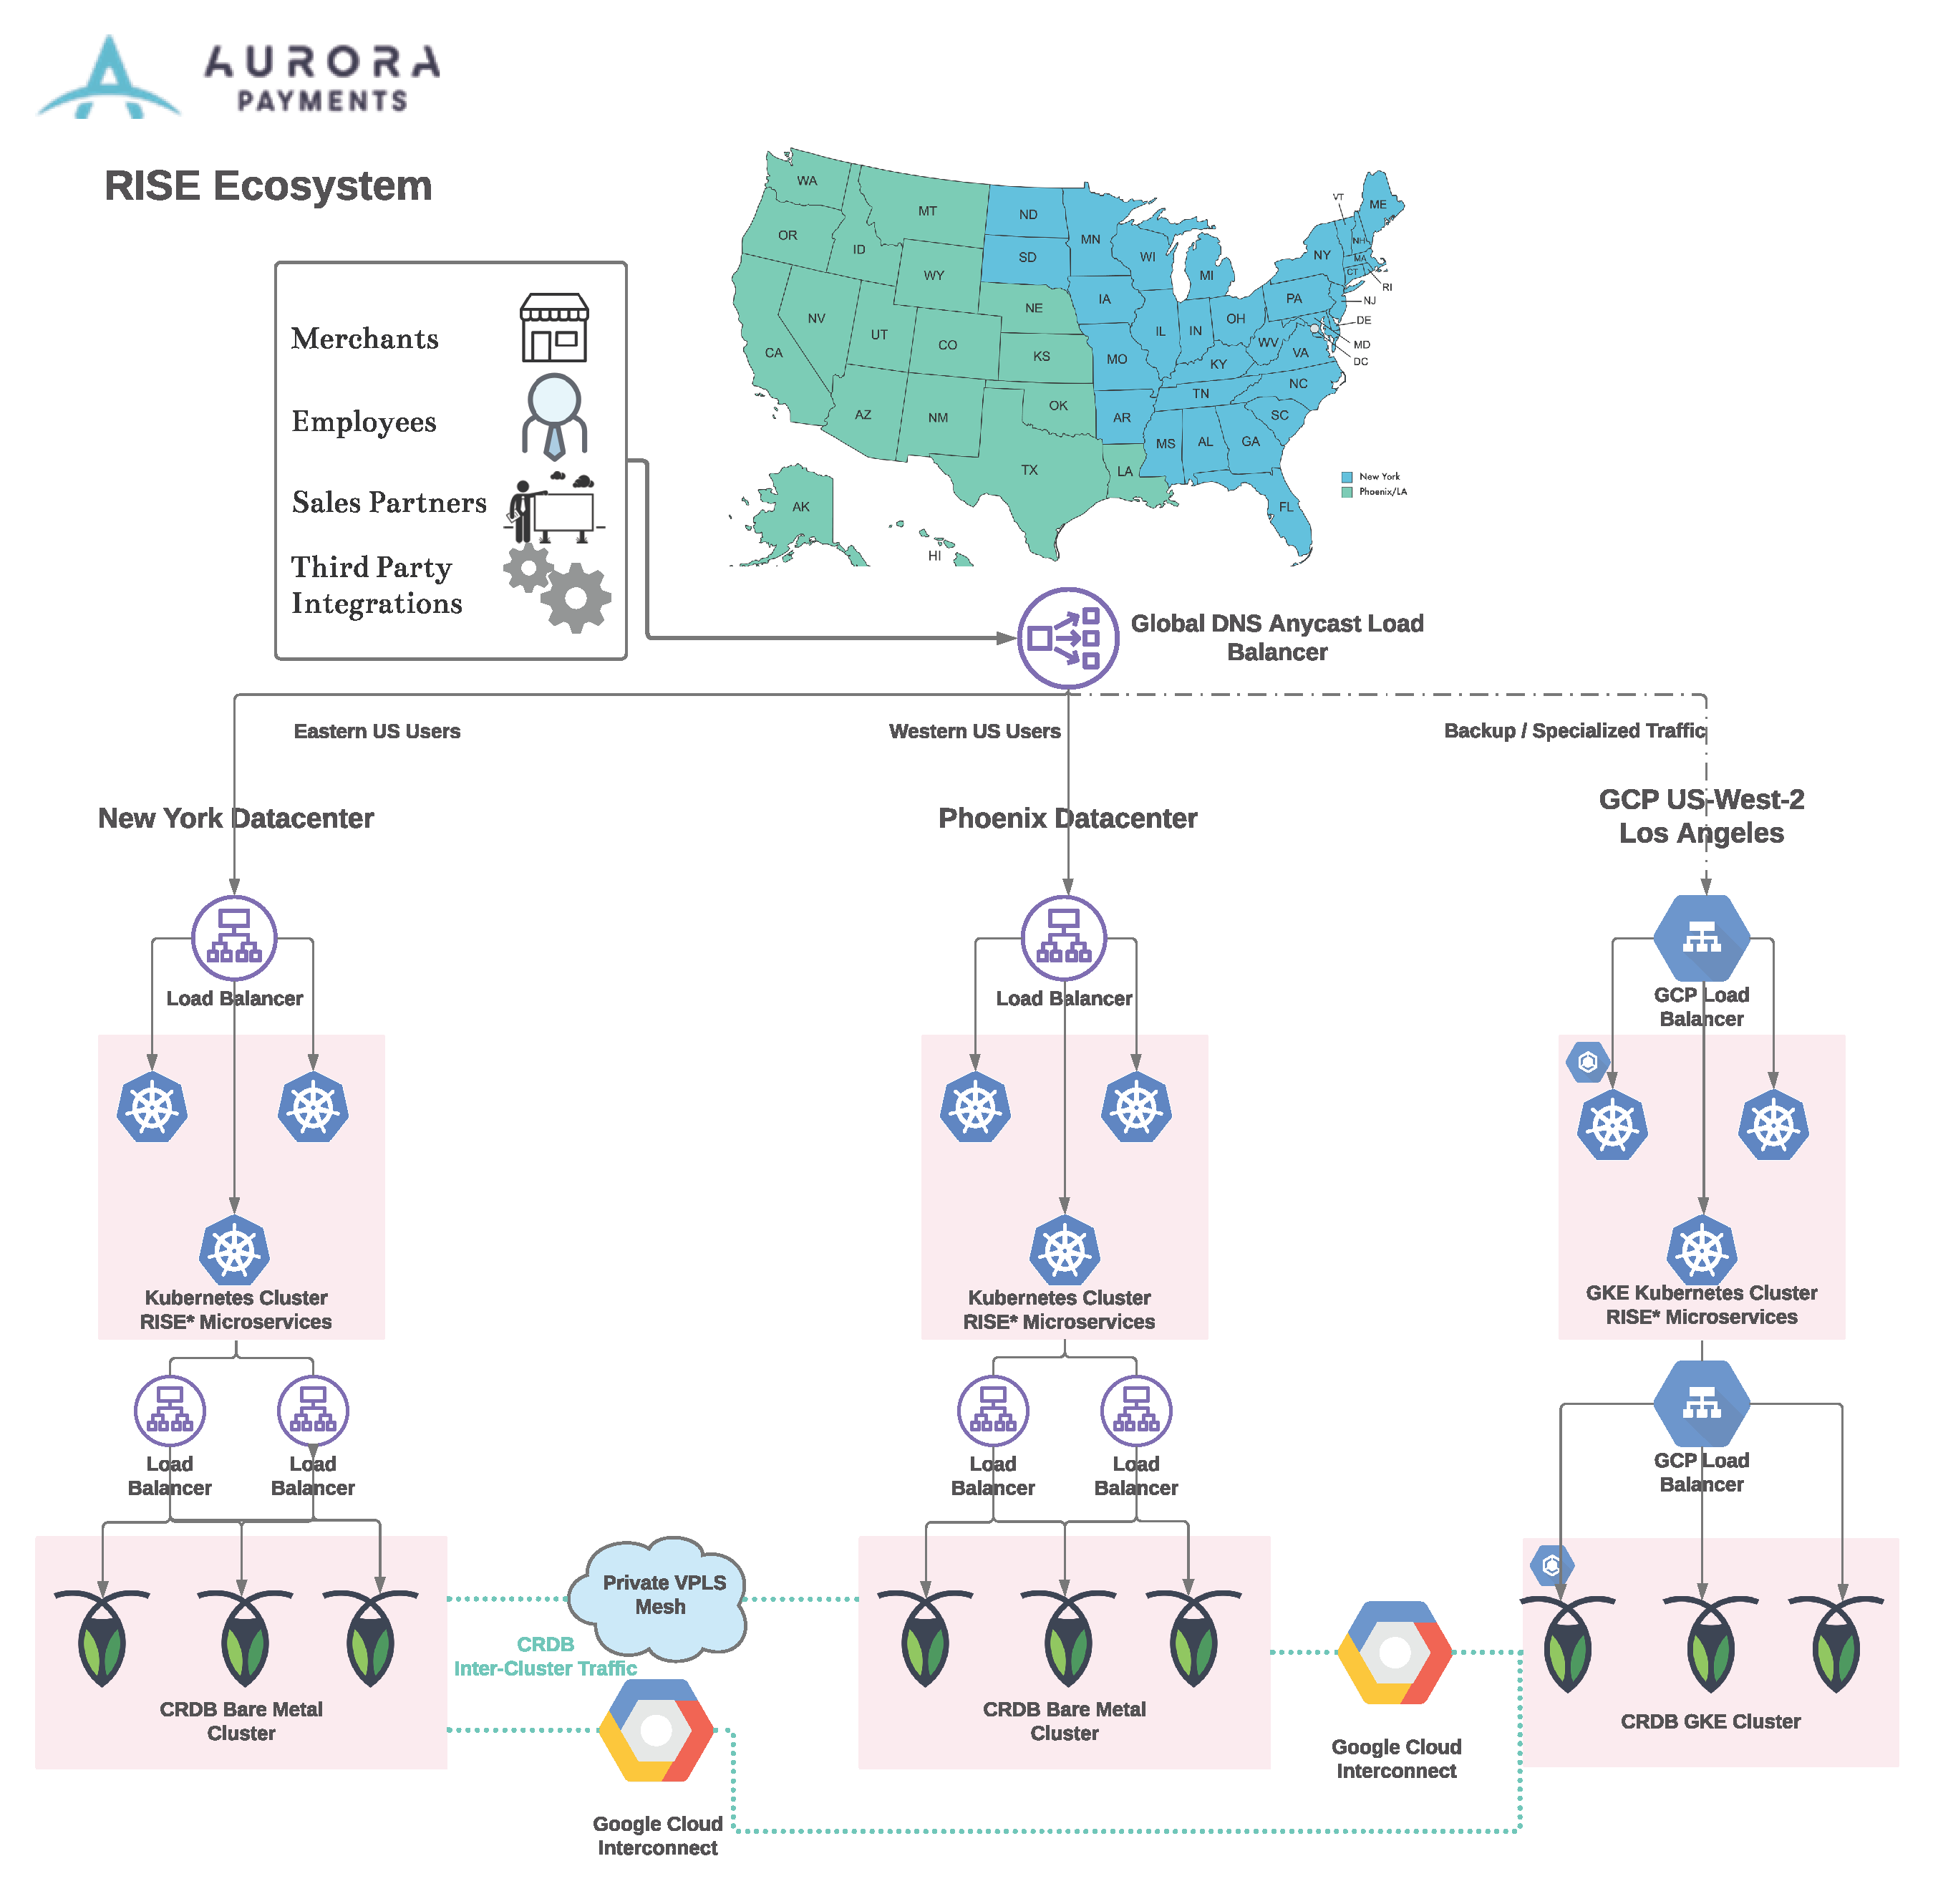 AURORA
PAYMENTS
RISE Ecosystem
Merchants
Employees
Sales Partners
Third Party
Integrations
WA
OR
ID
MT
WY
NV
UT
CO
CA
AZ
NM
ND
SD
NE
KS
OK
TX
MN
IA
MO
AR
LA
WI
IL
MI
IN
OH
KY
TN
MS
AL
GA
FL
SC
NC
VA
WV
PA
NY
VT
NH
ME
MA
CT
RI
NJ
DE
MD
DC
AK
HI
New York
Phoenix/LA
Global DNS Anycast Load
Balancer
Eastern US Users
Western US Users
Backup / Specialized Traffic
New York Datacenter
Phoenix Datacenter
GCP US-West-2
Los Angeles
Load Balancer
Load Balancer
GCP Load
Balancer
Kubernetes Cluster
RISE* Microservices
Kubernetes Cluster
RISE* Microservices
GKE Kubernetes Cluster
RISE* Microservices
Load
Balancer
Load
Balancer
Load
Balancer
Load
Balancer
GCP Load
Balancer
Private VPLS
Mesh
CRDB
Inter-Cluster Traffic
CRDB Bare Metal
Cluster
CRDB Bare Metal
Cluster
CRDB GKE Cluster
Google Cloud
Interconnect
Google Cloud
Interconnect